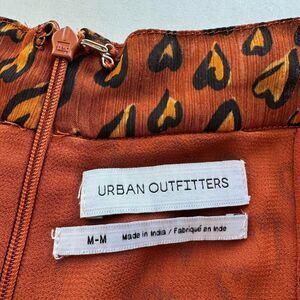 URBAN OUTFITTERS
M-M Made in India / Fabriqué en Inde